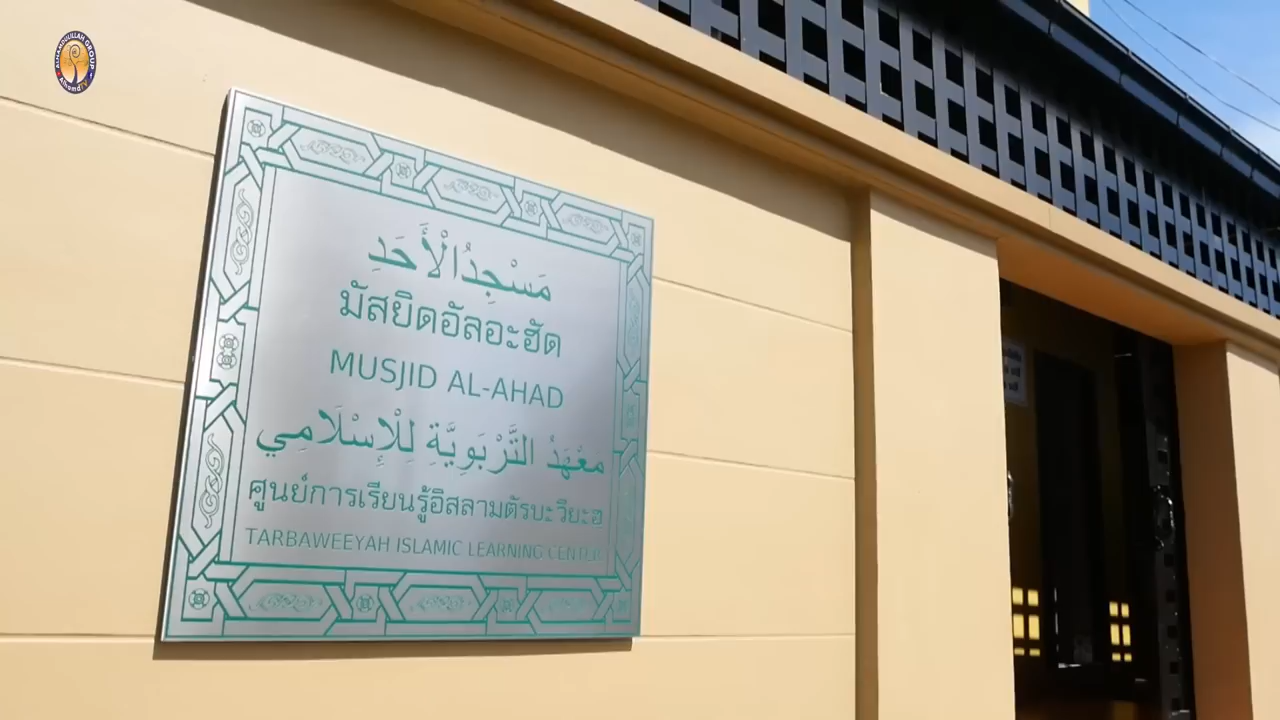 ALHAMDULILLAH GROUP
مَسْجِدُ الْأَحَدِ
มัสยิดอัลอะฮัด
MUSJID AL-AHAD
مَعْهَدُ التَّرْبَوِيَّةِ لِلْإِسْلَامِي
ศูนย์การเรียนรู้อิสลามตัรบะวียะฮ
TARBAWEEYAH ISLAMIC LEARNING CENTER